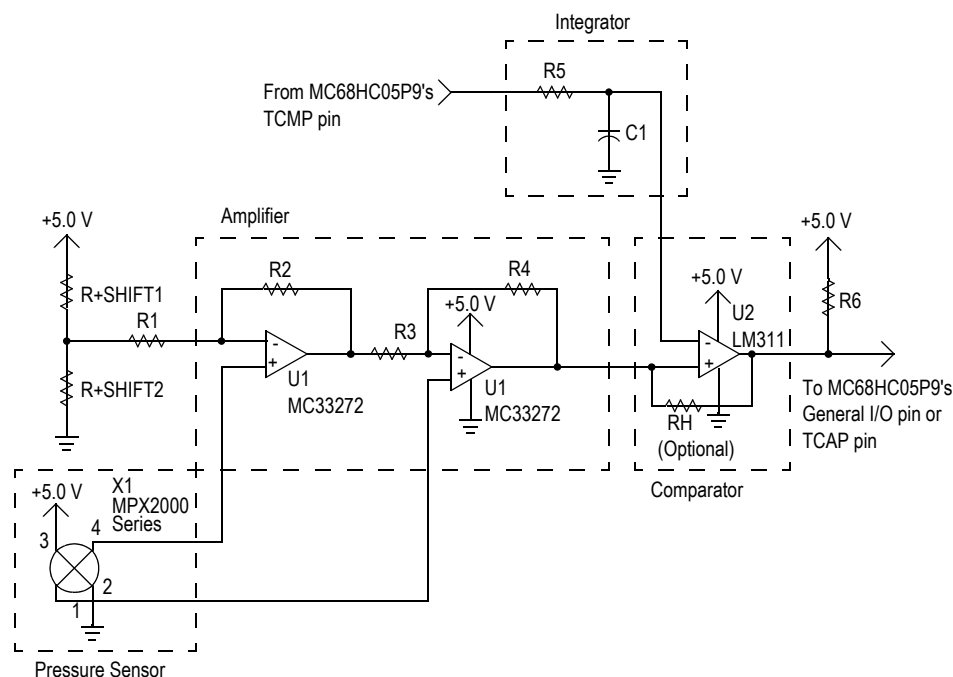 Integrator
From MC68HC05P9's
TCMP pin
R5
C1
+5.0 V
Amplifier
+5.0 V
R+SHIFT1
R1
R2
R3
R4
+5.0 V
+5.0 V
R6
U2
LM311
-
+
U1
MC33272
-
+
U1
MC33272
-
+
R+SHIFT2
RH
(Optional)
To MC68HC05P9's
General I/O pin or
TCAP pin
Comparator
+5.0 V
X1
MPX2000
Series
3
4
2
1
Pressure Sensor